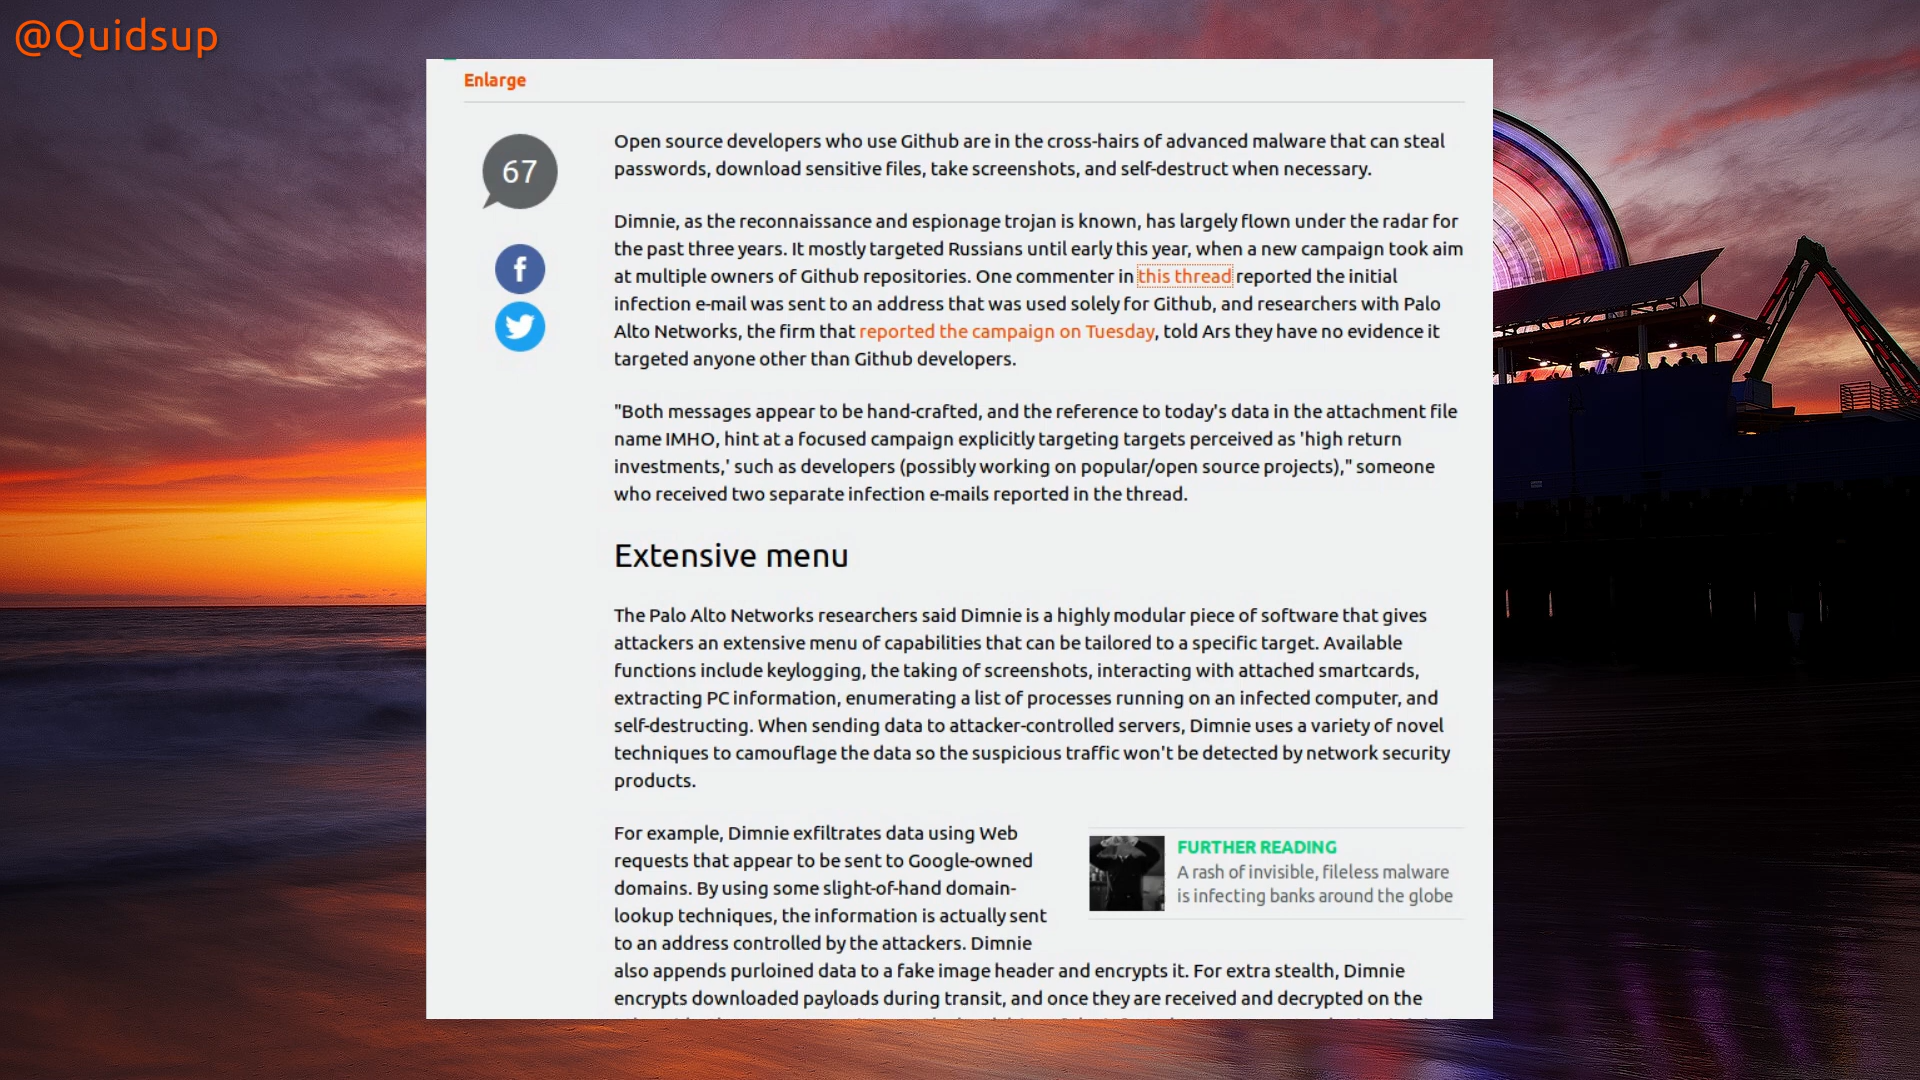 @Quidsup
Enlarge
67
Open source developers who use Github are in the cross-hairs of advanced malware that can steal
passwords, download sensitive files, take screenshots, and self-destruct when necessary.
Dimnie, as the reconnaissance and espionage trojan is known, has largely flown under the radar for
the past three years. It mostly targeted Russians until early this year, when a new campaign took aim
at multiple owners of Github repositories. One commenter in this thread reported the initial
infection e-mail was sent to an address that was used solely for Github, and researchers with Palo
Alto Networks, the firm that reported the campaign on Tuesday, told Ars they have no evidence it
targeted anyone other than Github developers.
"Both messages appear to be hand-crafted, and the reference to today's data in the attachment file
name IMHO, hint at a focused campaign explicitly targeting targets perceived as 'high return
investments,' such as developers (possibly working on popular/open source projects)," someone
who received two separate infection e-mails reported in the thread.
Extensive menu
The Palo Alto Networks researchers said Dimnie is a highly modular piece of software that gives
attackers an extensive menu of capabilities that can be tailored to a specific target. Available
functions include keylogging, the taking of screenshots, interacting with attached smartcards,
extracting PC information, enumerating a list of processes running on an infected computer, and
self-destructing. When sending data to attacker-controlled servers, Dimnie uses a variety of novel
techniques to camouflage the data so the suspicious traffic won't be detected by network security
products.
For example, Dimnie exfiltrates data using Web
requests that appear to be sent to Google-owned
domains. By using some slight-of-hand domain-
lookup techniques, the information is actually sent
to an address controlled by the attackers. Dimnie
also appends purloined data to a fake image header and encrypts it. For extra stealth, Dimnie
encrypts downloaded payloads during transit, and once they are received and decrypted on the
FURTHER READING
A rash of invisible, fileless malware
is infecting banks around the globe